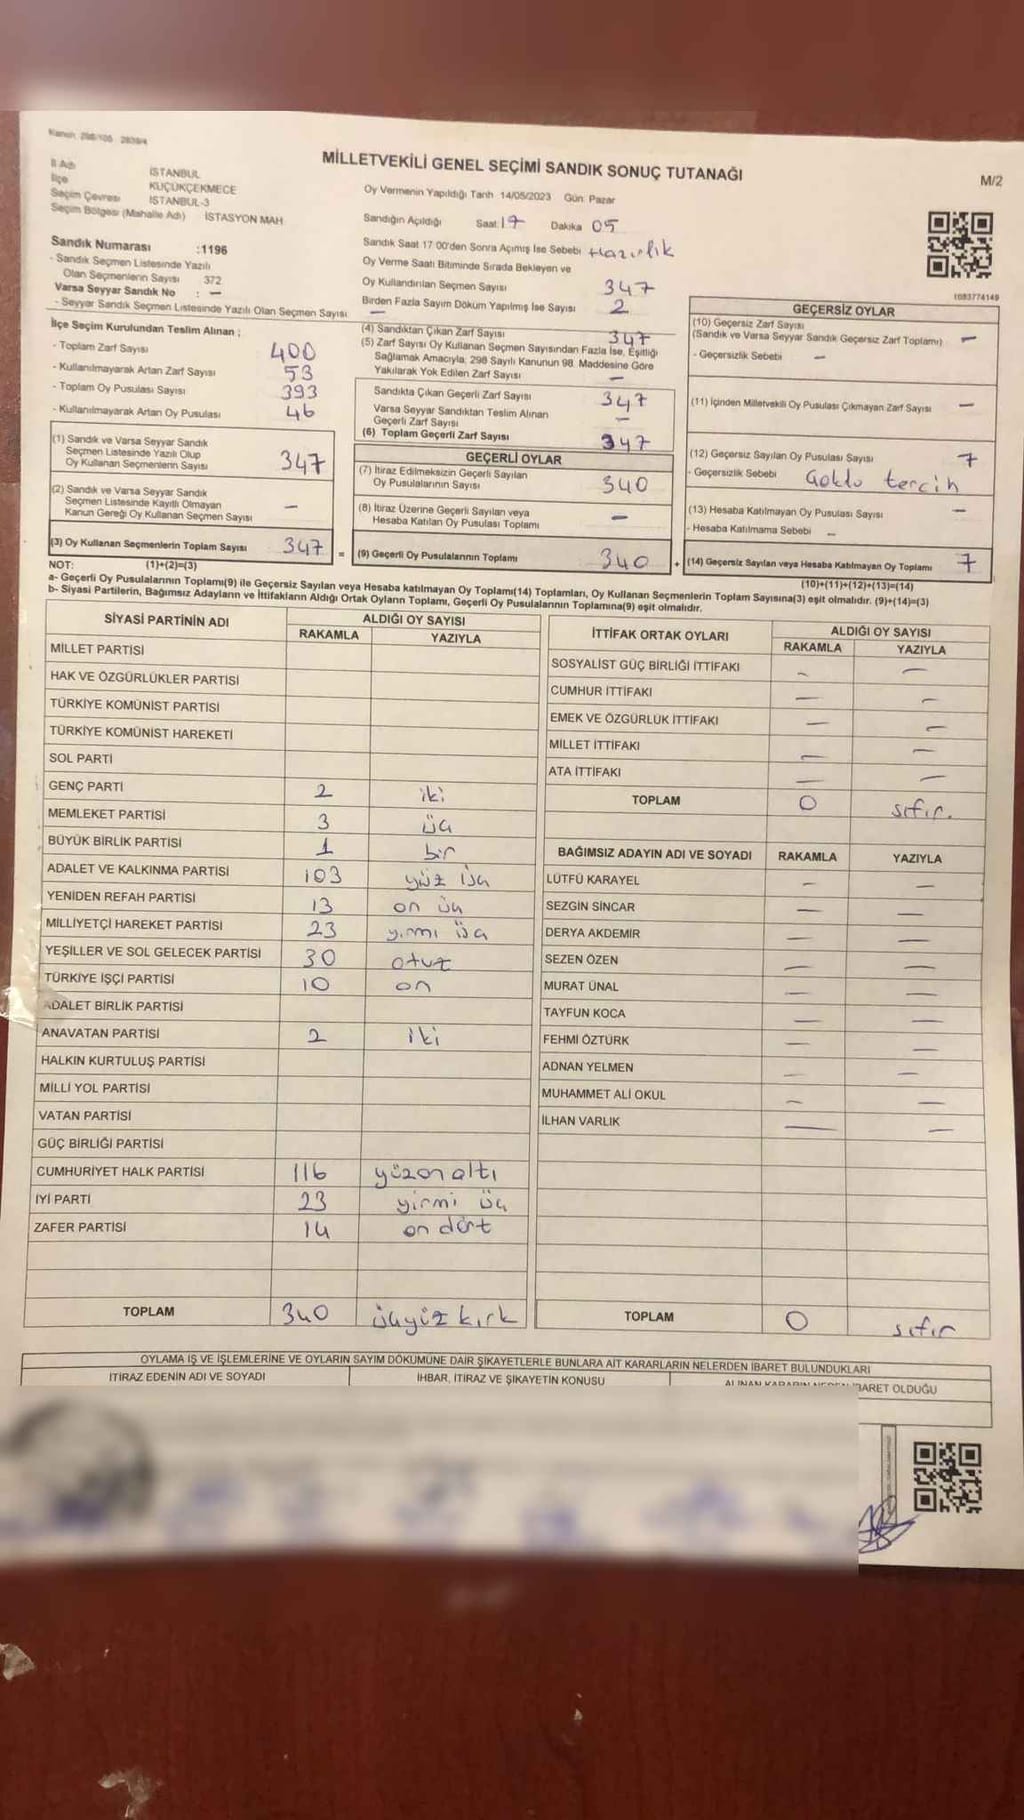 Kanun: 298/105 2839/4
MİLLETVEKİLİ GENEL SEÇİMİ SANDIK SONUÇ TUTANAĞI
M/2
İl Adı İSTANBUL
İlçe KÜÇÜKÇEKMECE
Seçim Çevresi İSTANBUL-3
Seçim Bölgesi (Mahalle Adı) İSTASYON MAH
Sandık Numarası :1196
- Sandık Seçmen Listesinde Yazılı
Olan Seçmenlerin Sayısı 372
Varsa Seyyar Sandık No : -
- Seyyar Sandık Seçmen Listesinde Yazılı Olan Seçmen Sayısı -
İlçe Seçim Kurulundan Teslim Alınan ;
- Toplam Zarf Sayısı 400
- Kullanılmayarak Artan Zarf Sayısı 53
- Toplam Oy Pusulası Sayısı 393
- Kullanılmayarak Artan Oy Pusulası 46
(1) Sandık ve Varsa Seyyar Sandık
Seçmen Listesinde Yazılı Olup
Oy Kullanan Seçmenlerin Sayısı 347
(2) Sandık ve Varsa Seyyar Sandık
Seçmen Listesinde Kayıtlı Olmayan
Kanun Gereği Oy Kullanan Seçmen Sayısı -
(3) Oy Kullanan Seçmenlerin Toplam Sayısı 347 =
Oy Vermenin Yapıldığı Tarih 14/05/2023 Gün: Pazar
Sandığın Açıldığı Saat: 17 Dakika 05
Sandık Saat 17:00'den Sonra Açılmış İse Sebebi Hazırlık
Oy Verme Saati Bitiminde Sırada Bekleyen ve
Oy Kullandırılan Seçmen Sayısı 347
Birden Fazla Sayım Döküm Yapılmış İse Sayısı 2
(4) Sandıktan Çıkan Zarf Sayısı 347
(5) Zarf Sayısı Oy Kullanan Seçmen Sayısından Fazla İse, Eşitliği
Sağlamak Amacıyla, 298 Sayılı Kanunun 98. Maddesine Göre
Yakılarak Yok Edilen Zarf Sayısı -
Sandıkta Çıkan Geçerli Zarf Sayısı 347
Varsa Seyyar Sandıktan Teslim Alınan
Geçerli Zarf Sayısı -
(6) Toplam Geçerli Zarf Sayısı 347
GEÇERLİ OYLAR
(7) İtiraz Edilmeksizin Geçerli Sayılan
Oy Pusulalarının Sayısı 340
(8) İtiraz Üzerine Geçerli Sayılan veya
Hesaba Katılan Oy Pusulası Toplamı -
(9) Geçerli Oy Pusulalarının Toplamı 340 +
1083774149
GEÇERSİZ OYLAR
(10) Geçersiz Zarf Sayısı
(Sandık ve Varsa Seyyar Sandık Geçersiz Zarf Toplamı) -
- Geçersizlik Sebebi -
(11) İçinden Milletvekili Oy Pusulası Çıkmayan Zarf Sayısı -
(12) Geçersiz Sayılan Oy Pusulası Sayısı 7
- Geçersizlik Sebebi Çoklu tercih
(13) Hesaba Katılmayan Oy Pusulası Sayısı -
- Hesaba Katılmama Sebebi -
(14) Geçersiz Sayılan veya Hesaba Katılmayan Oy Toplamı 7
NOT: (1)+(2)=(3) (10)+(11)+(12)+(13)=(14)
a- Geçerli Oy Pusulalarının Toplamı(9) ile Geçersiz Sayılan veya Hesaba katılmayan Oy Toplamı(14) Toplamları, Oy Kullanan Seçmenlerin Toplam Sayısına(3) eşit olmalıdır. (9)+(14)=(3)
b- Siyasi Partilerin, Bağımsız Adayların ve İttifakların Aldığı Ortak Oyların Toplamı, Geçerli Oy Pusulalarının Toplamına(9) eşit olmalıdır.
SİYASİ PARTİNİN ADI ALDIĞI OY SAYISI
RAKAMLA YAZIYLA
MİLLET PARTİSİ
HAK VE ÖZGÜRLÜKLER PARTİSİ
TÜRKİYE KOMÜNİST PARTİSİ
TÜRKİYE KOMÜNİST HAREKETİ
SOL PARTİ
GENÇ PARTİ 2 iki
MEMLEKET PARTİSİ 3 üç
BÜYÜK BİRLİK PARTİSİ 1 bir
ADALET VE KALKINMA PARTİSİ 103 yüz üç
YENİDEN REFAH PARTİSİ 13 on üç
MİLLİYETÇİ HAREKET PARTİSİ 23 yirmi üç
YEŞİLLER VE SOL GELECEK PARTİSİ 30 otuz
TÜRKİYE İŞÇİ PARTİSİ 10 on
ADALET BİRLİK PARTİSİ
ANAVATAN PARTİSİ 2 iki
HALKIN KURTULUŞ PARTİSİ
MİLLİ YOL PARTİSİ
VATAN PARTİSİ
GÜÇ BİRLİĞİ PARTİSİ
CUMHURİYET HALK PARTİSİ 116 yüzon altı
İYİ PARTİ 23 yirmi üç
ZAFER PARTİSİ 14 on dört
TOPLAM 340 üçyüz kırk
İTTİFAK ORTAK OYLARI ALDIĞI OY SAYISI
RAKAMLA YAZIYLA
SOSYALİST GÜÇ BİRLİĞİ İTTİFAKI - -
CUMHUR İTTİFAKI - -
EMEK VE ÖZGÜRLÜK İTTİFAKI - -
MİLLET İTTİFAKI - -
ATA İTTİFAKI - -
TOPLAM 0 sıfır.
BAĞIMSIZ ADAYIN ADI VE SOYADI RAKAMLA YAZIYLA
LÜTFÜ KARAYEL - -
SEZGİN SİNCAR - -
DERYA AKDEMİR - -
SEZEN ÖZEN - -
MURAT ÜNAL - -
TAYFUN KOCA - -
FEHMİ ÖZTÜRK - -
ADNAN YELMEN - -
MUHAMMET ALİ OKUL - -
İLHAN VARLIK - -
TOPLAM 0 sıfır
OYLAMA İŞ VE İŞLEMLERİNE VE OYLARIN SAYIM DÖKÜMÜNE DAİR ŞİKAYETLERLE BUNLARA AİT KARARLARIN NELERDEN İBARET BULUNDUKLARI
İTİRAZ EDENİN ADI VE SOYADI İHBAR, İTİRAZ VE ŞİKAYETİN KONUSU ALINAN KARARIN NEDEN İBARET OLDUĞU